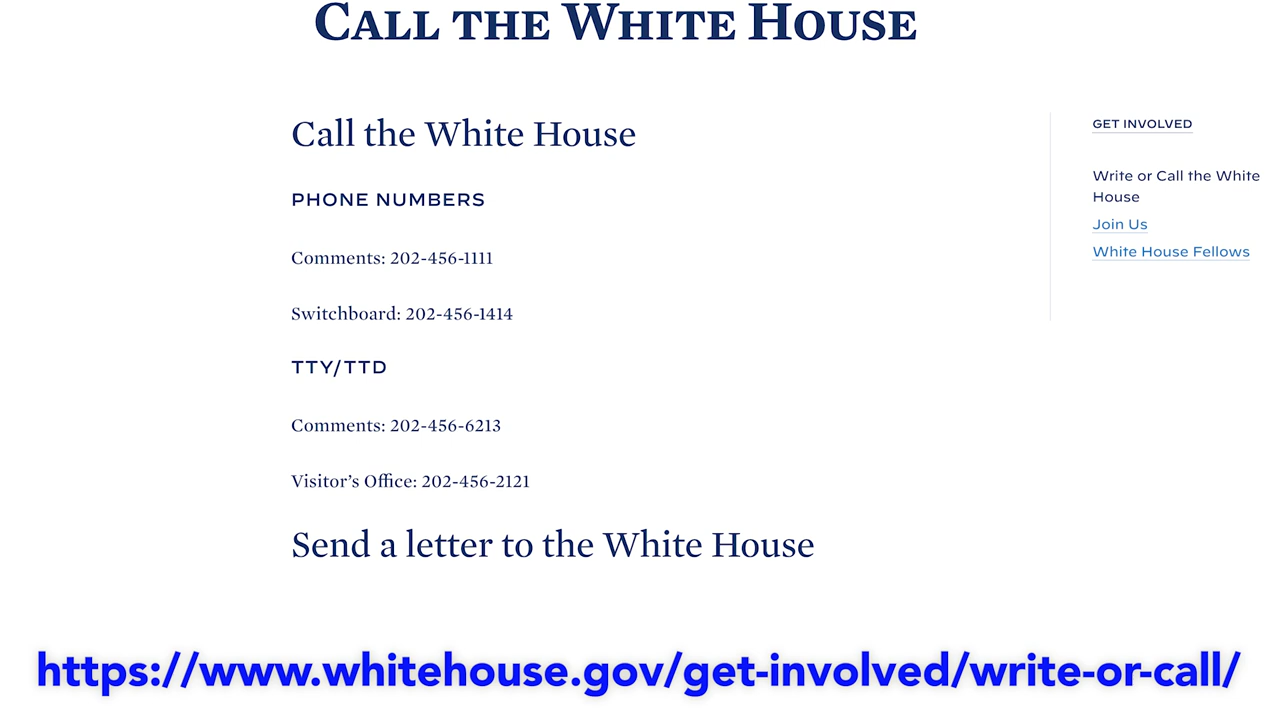 CALL THE WHITE HOUSE
Call the White House
PHONE NUMBERS
Comments: 202-456-1111
Switchboard: 202-456-1414
TTY/TTD
Comments: 202-456-6213
Visitor’s Office: 202-456-2121
Send a letter to the White House
GET INVOLVED
Write or Call the White
House
Join Us
White House Fellows
https://www.whitehouse.gov/get-involved/write-or-call/